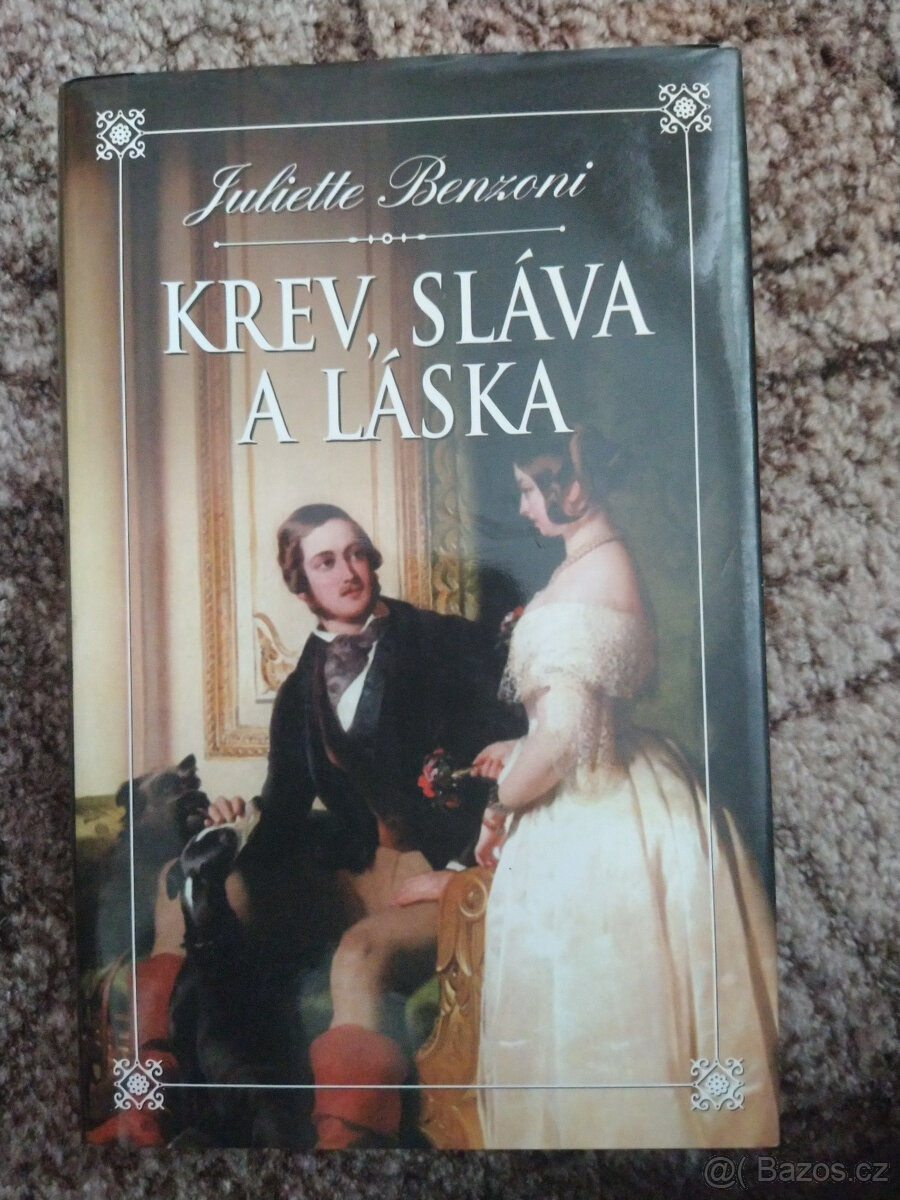 Juliette Benzoni
KREV, SLÁVA
A LÁSKA
@( Bazos.cz